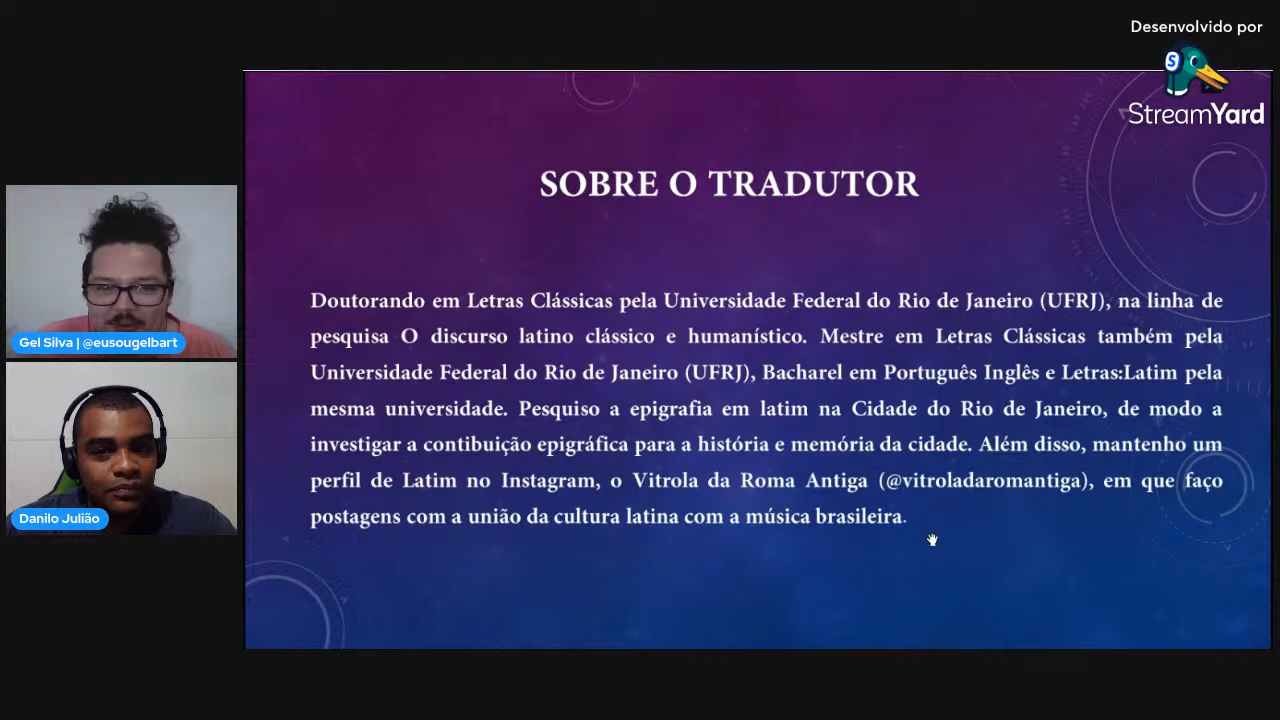 Desenvolvido por
StreamYard
SOBRE O TRADUTOR
Doutorando em Letras Clássicas pela Universidade Federal do Rio de Janeiro (UFRJ), na linha de
pesquisa O discurso latino clássico e humanístico. Mestre em Letras Clássicas também pela
Universidade Federal do Rio de Janeiro (UFRJ), Bacharel em Português Inglês e Letras:Latim pela
mesma universidade. Pesquiso a epigrafia em latim na Cidade do Rio de Janeiro, de modo a
investigar a contibuição epigráfica para a história e memória da cidade. Além disso, mantenho um
perfil de Latim no Instagram, o Vitrola da Roma Antiga (@vitroladaromantiga), em que faço
postagens com a união da cultura latina com a música brasileira.
Gel Silva | @eusougelbart
Danilo Julião